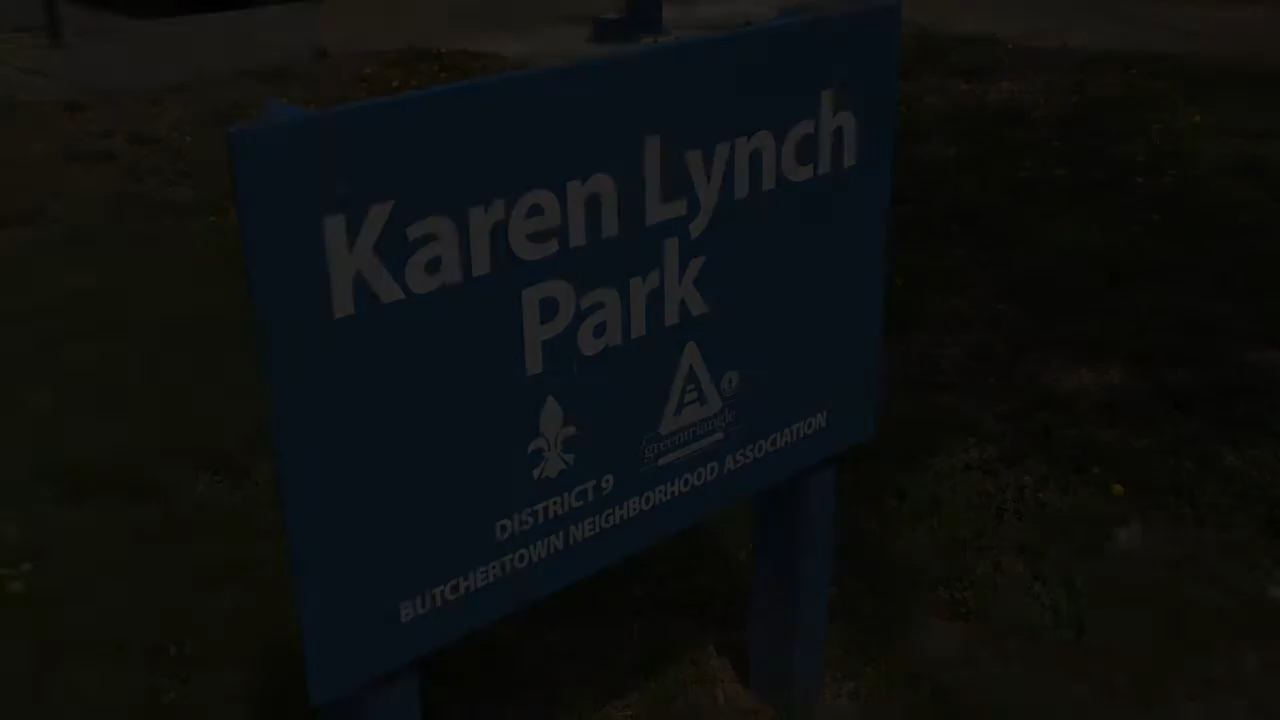 Karen Lynch
Park
greentriangle
DISTRICT 9
BUTCHERTOWN NEIGHBORHOOD ASSOCIATION